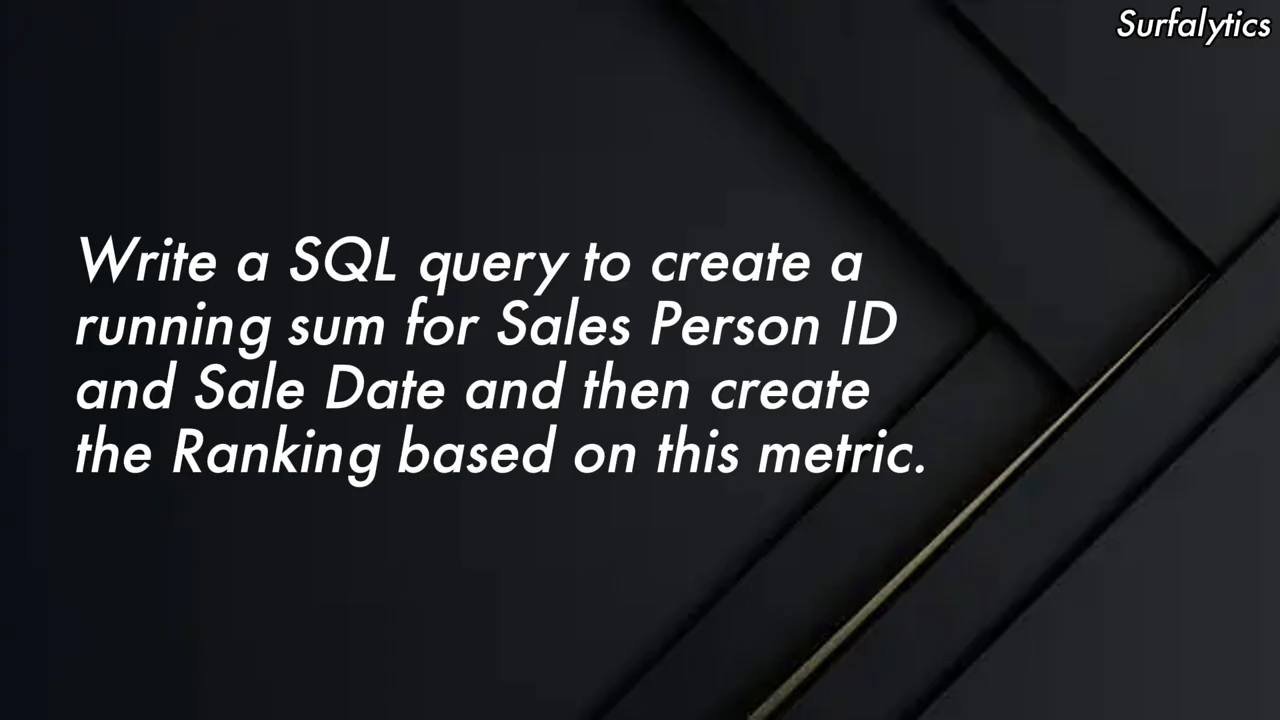 Surfalytics
Write a SQL query to create a
running sum for Sales Person ID
and Sale Date and then create
the Ranking based on this metric.